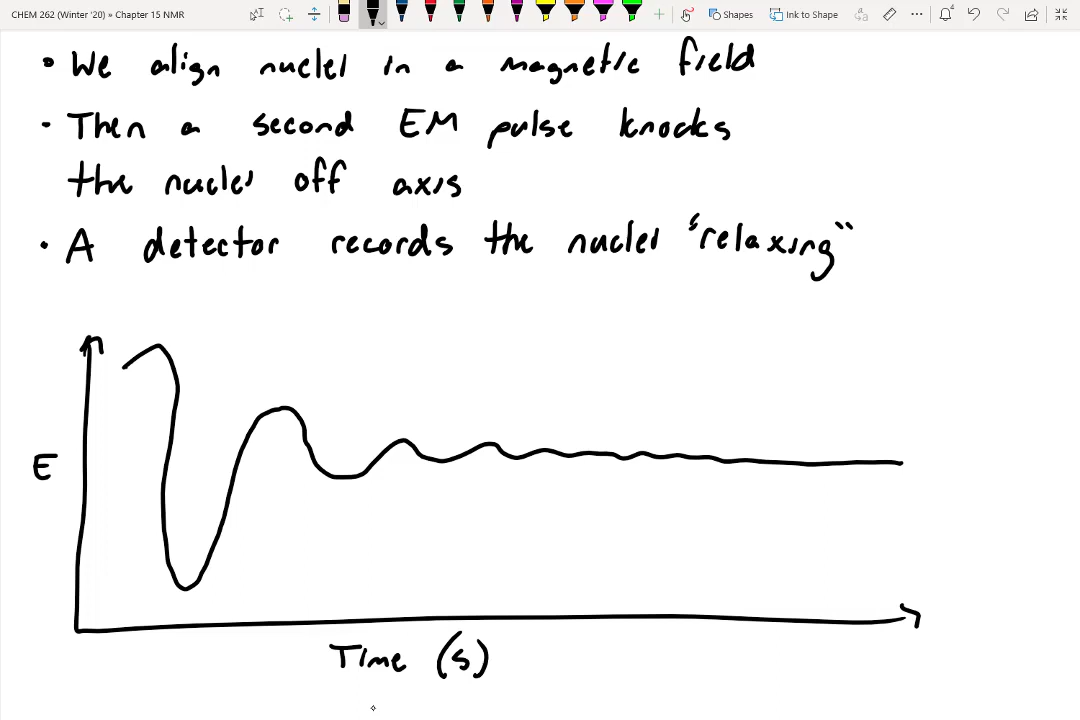 CHEM 262 (Winter '20) » Chapter 15 NMR
Shapes
Ink to Shape
4
• We align nuclei in a magnetic field
• Then a second EM pulse knocks
the nuclei off axis
• A detector records the nuclei "relaxing"
E
Time (s)